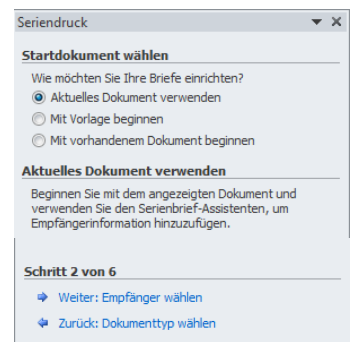 Seriendruck
Startdokument wählen
Wie möchten Sie Ihre Briefe einrichten?
Aktuelles Dokument verwenden
Mit Vorlage beginnen
Mit vorhandenem Dokument beginnen
Aktuelles Dokument verwenden
Beginnen Sie mit dem angezeigten Dokument und
verwenden Sie den Serienbrief-Assistenten, um
Empfängerinformation hinzuzufügen.
Schritt 2 von 6
Weiter: Empfänger wählen
Zurück: Dokumenttyp wählen